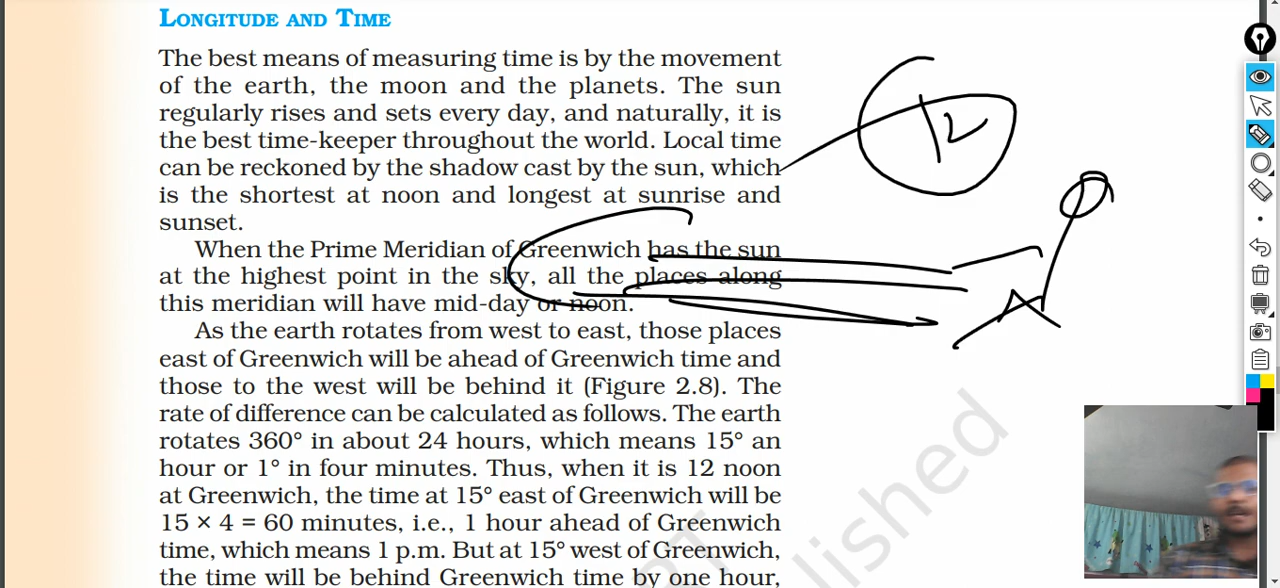 LONGITUDE AND TIME
The best means of measuring time is by the movement
of the earth, the moon and the planets. The sun
regularly rises and sets every day, and naturally, it is
the best time-keeper throughout the world. Local time
can be reckoned by the shadow cast by the sun, which
is the shortest at noon and longest at sunrise and
sunset.
When the Prime Meridian of Greenwich has the sun
at the highest point in the sky, all the places along
this meridian will have mid-day or noon.
As the earth rotates from west to east, those places
east of Greenwich will be ahead of Greenwich time and
those to the west will be behind it (Figure 2.8). The
rate of difference can be calculated as follows. The earth
rotates 360° in about 24 hours, which means 15° an
hour or 1° in four minutes. Thus, when it is 12 noon
at Greenwich, the time at 15° east of Greenwich will be
15 × 4 = 60 minutes, i.e., 1 hour ahead of Greenwich
time, which means 1 p.m. But at 15° west of Greenwich,
the time will be behind Greenwich time by one hour,
12